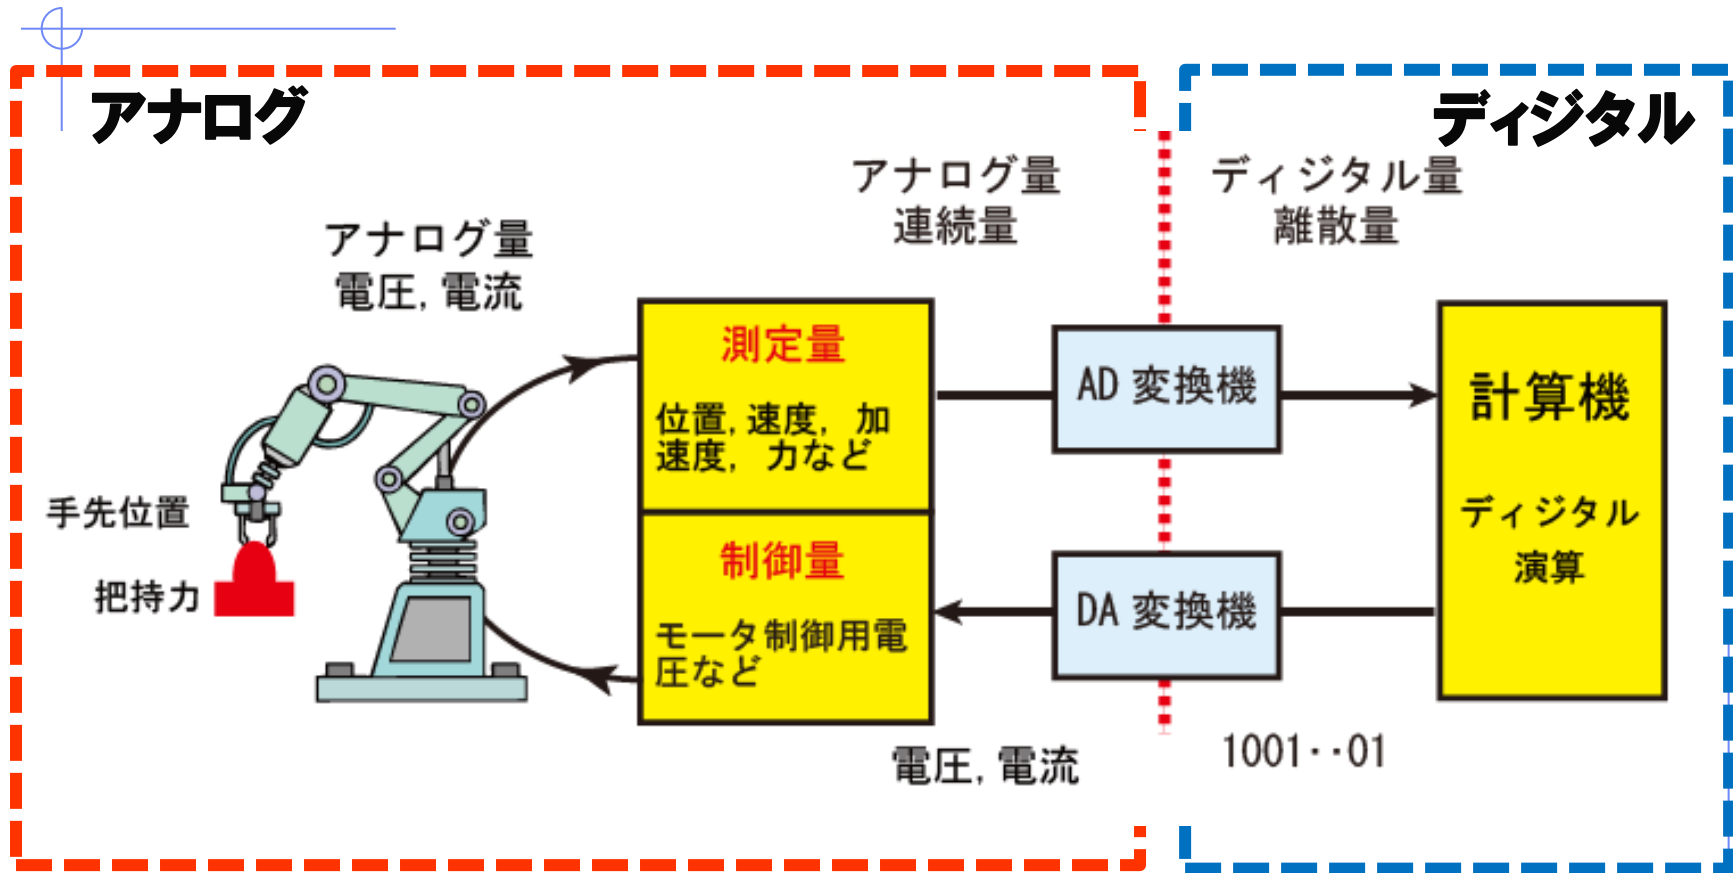 アナログ
ディジタル
アナログ量
連続量
ディジタル量
離散量
アナログ量
電圧, 電流
測定量
位置, 速度, 加
速度, 力など
AD 変換機
計算機
ディジタル
演算
手先位置
把持力
制御量
モータ制御用電
圧など
DA 変換機
電圧, 電流
1001··01